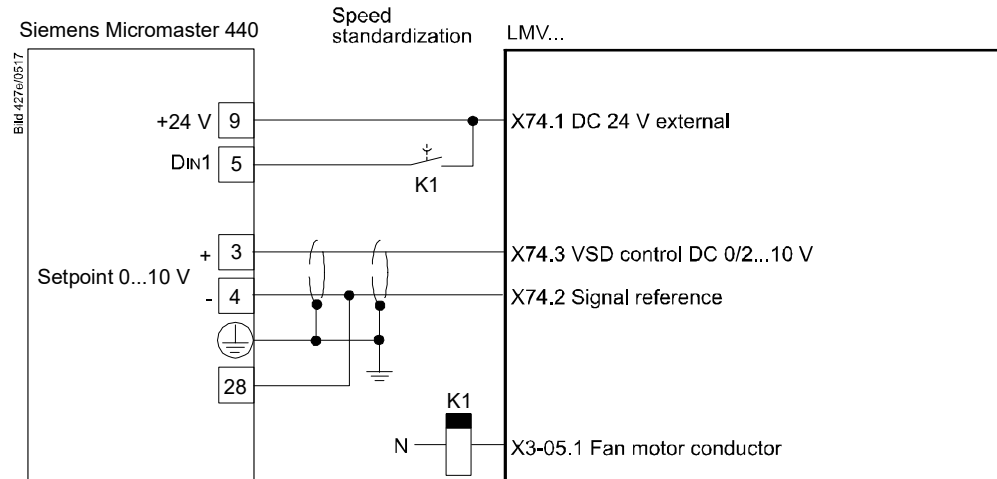 Speed
standardization
Siemens Micromaster 440
LMV...
Bild 427e/0517
+24 V 9
X74.1 DC 24 V external
DIN1 5
K1
+ 3
X74.3 VSD control DC 0/2...10 V
Setpoint 0...10 V
- 4
X74.2 Signal reference
28
K1
N
X3-05.1 Fan motor conductor